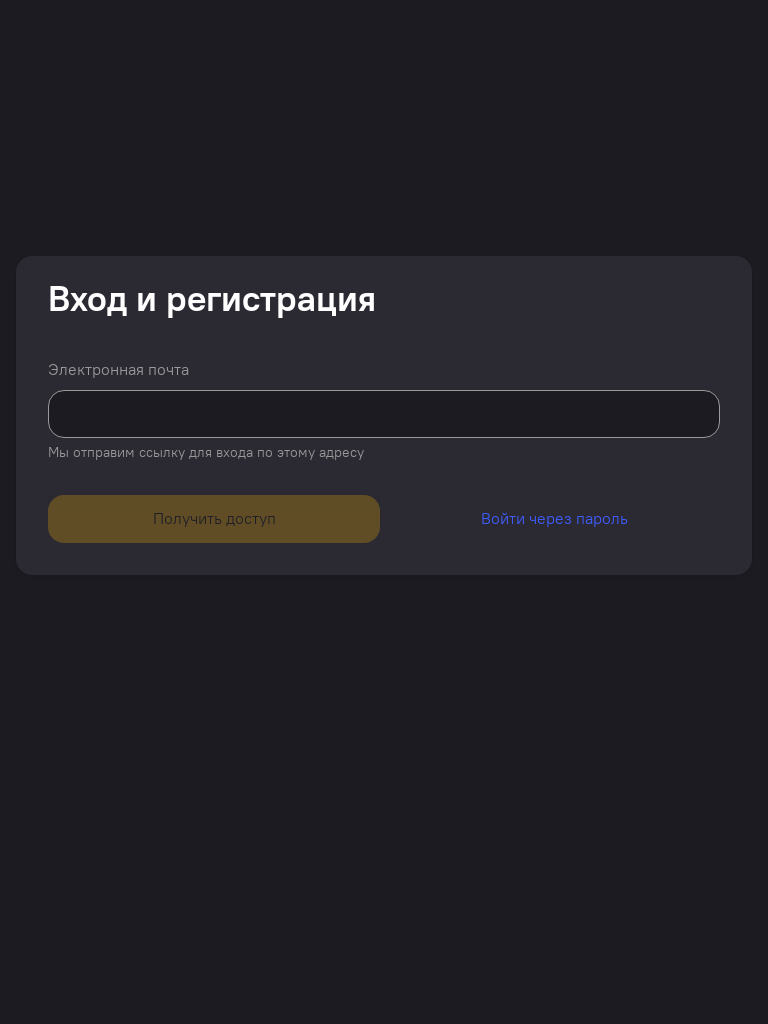 Вход и регистрация
Электронная почта
Мы отправим ссылку для входа по этому адресу
Получить доступ
Войти через пароль